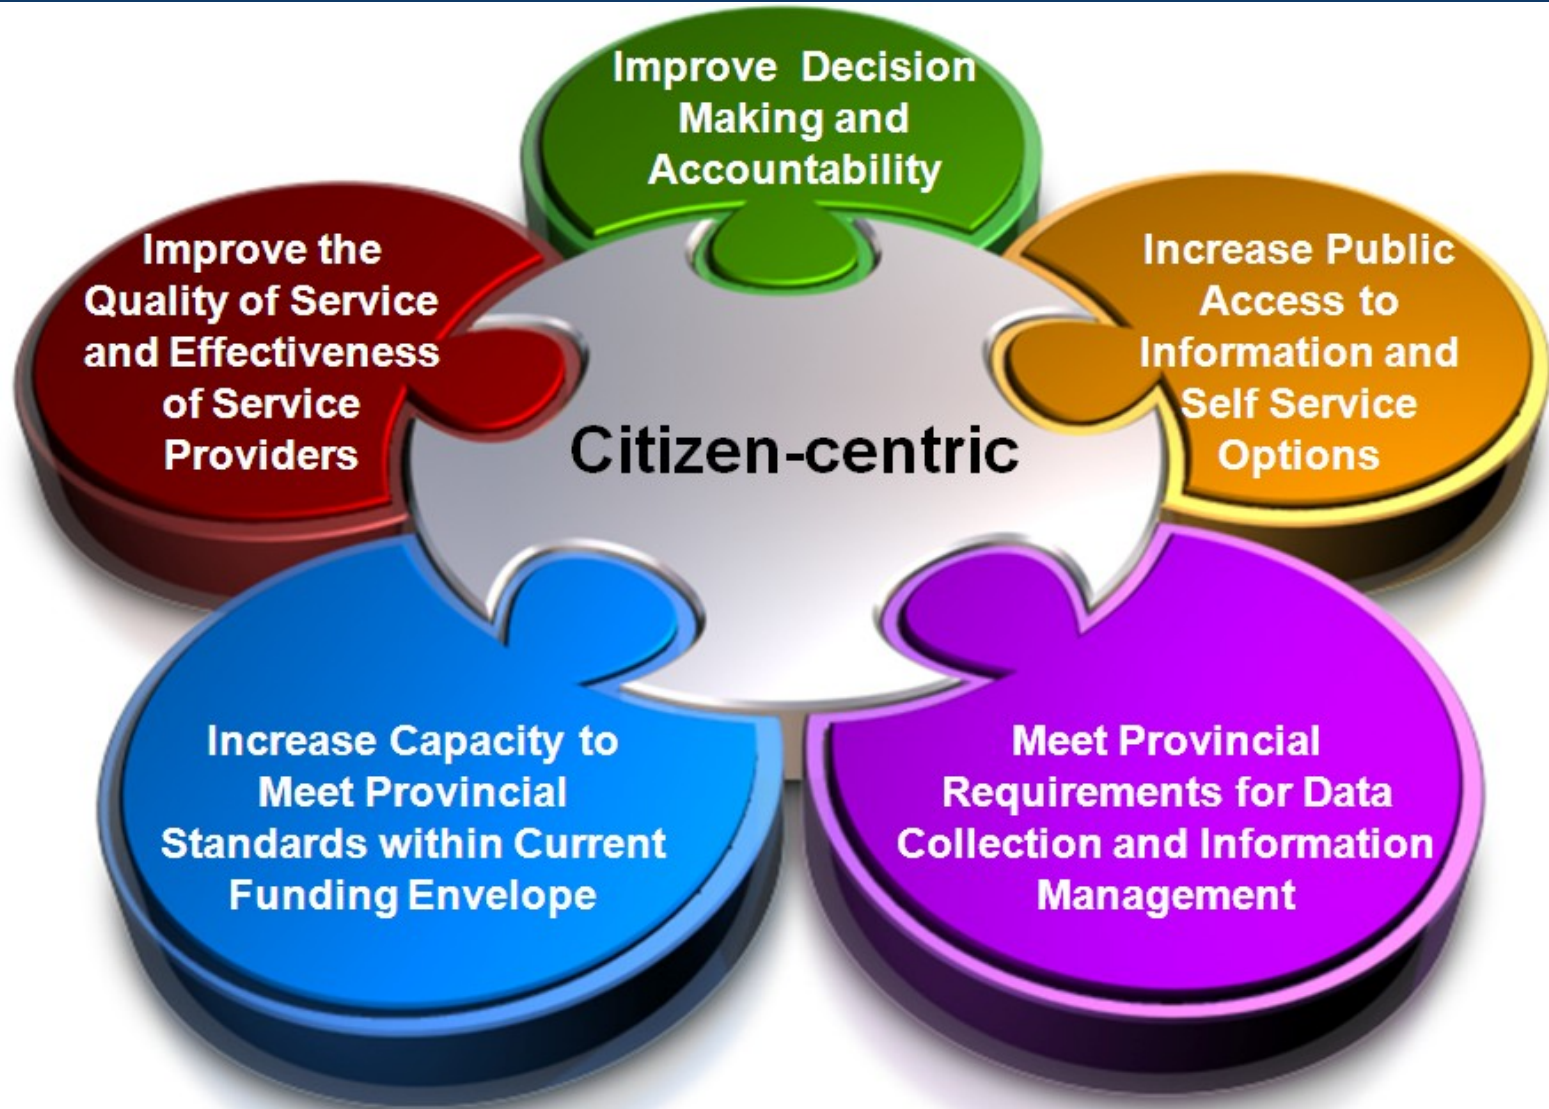 Improve Decision
Making and
Accountability
Improve the
Quality of Service
and Effectiveness
of Service
Providers
Increase Public
Access to
Information and
Self Service
Options
Citizen-centric
Increase Capacity to
Meet Provincial
Standards within Current
Funding Envelope
Meet Provincial
Requirements for Data
Collection and Information
Management